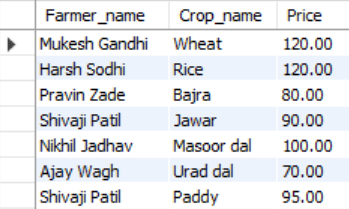 Farmer_name Crop_name Price
Mukesh Gandhi Wheat 120.00
Harsh Sodhi Rice 120.00
Pravin Zade Bajra 80.00
Shivaji Patil Jawar 90.00
Nikhil Jadhav Masoor dal 100.00
Ajay Wagh Urad dal 70.00
Shivaji Patil Paddy 95.00